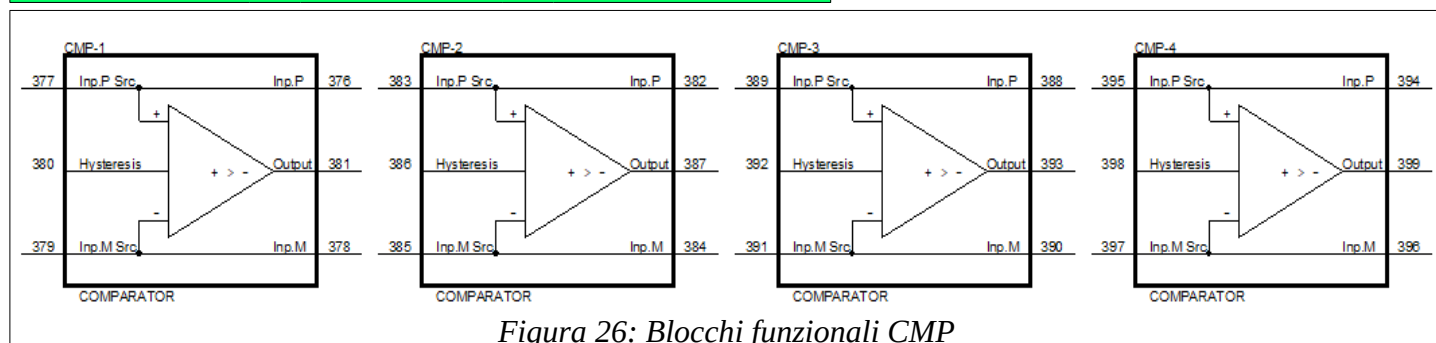 CMP-1 CMP-2 CMP-3 CMP-4
377 Inp.P Src Inp.P 376 383 Inp.P Src Inp.P 382 389 Inp.P Src Inp.P 388 395 Inp.P Src Inp.P 394
+ + + +
380 Hysteresis + > - Output 381 386 Hysteresis + > - Output 387 392 Hysteresis + > - Output 393 398 Hysteresis + > - Output 399
- - - -
379 Inp.M Src Inp.M 378 385 Inp.M Src Inp.M 384 391 Inp.M Src Inp.M 390 397 Inp.M Src Inp.M 396
COMPARATOR COMPARATOR COMPARATOR COMPARATOR
Figura 26: Blocchi funzionali CMP